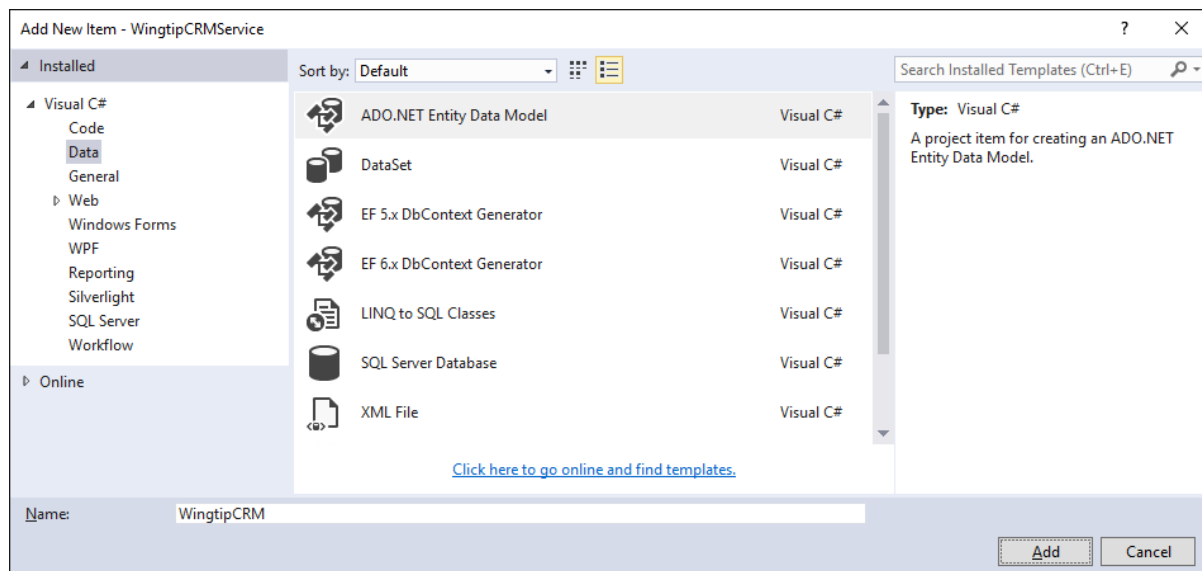 Add New Item - WingtipCRMService
?
Installed
Visual C#
Code
Data
General
Web
Windows Forms
WPF
Reporting
Silverlight
SQL Server
Workflow
Online
Sort by: Default
ADO.NET Entity Data Model Visual C#
DataSet Visual C#
EF 5.x DbContext Generator Visual C#
EF 6.x DbContext Generator Visual C#
LINQ to SQL Classes Visual C#
SQL Server Database Visual C#
XML File Visual C#
Click here to go online and find templates.
Search Installed Templates (Ctrl+E)
Type: Visual C#
A project item for creating an ADO.NET
Entity Data Model.
Name: WingtipCRM
Add Cancel